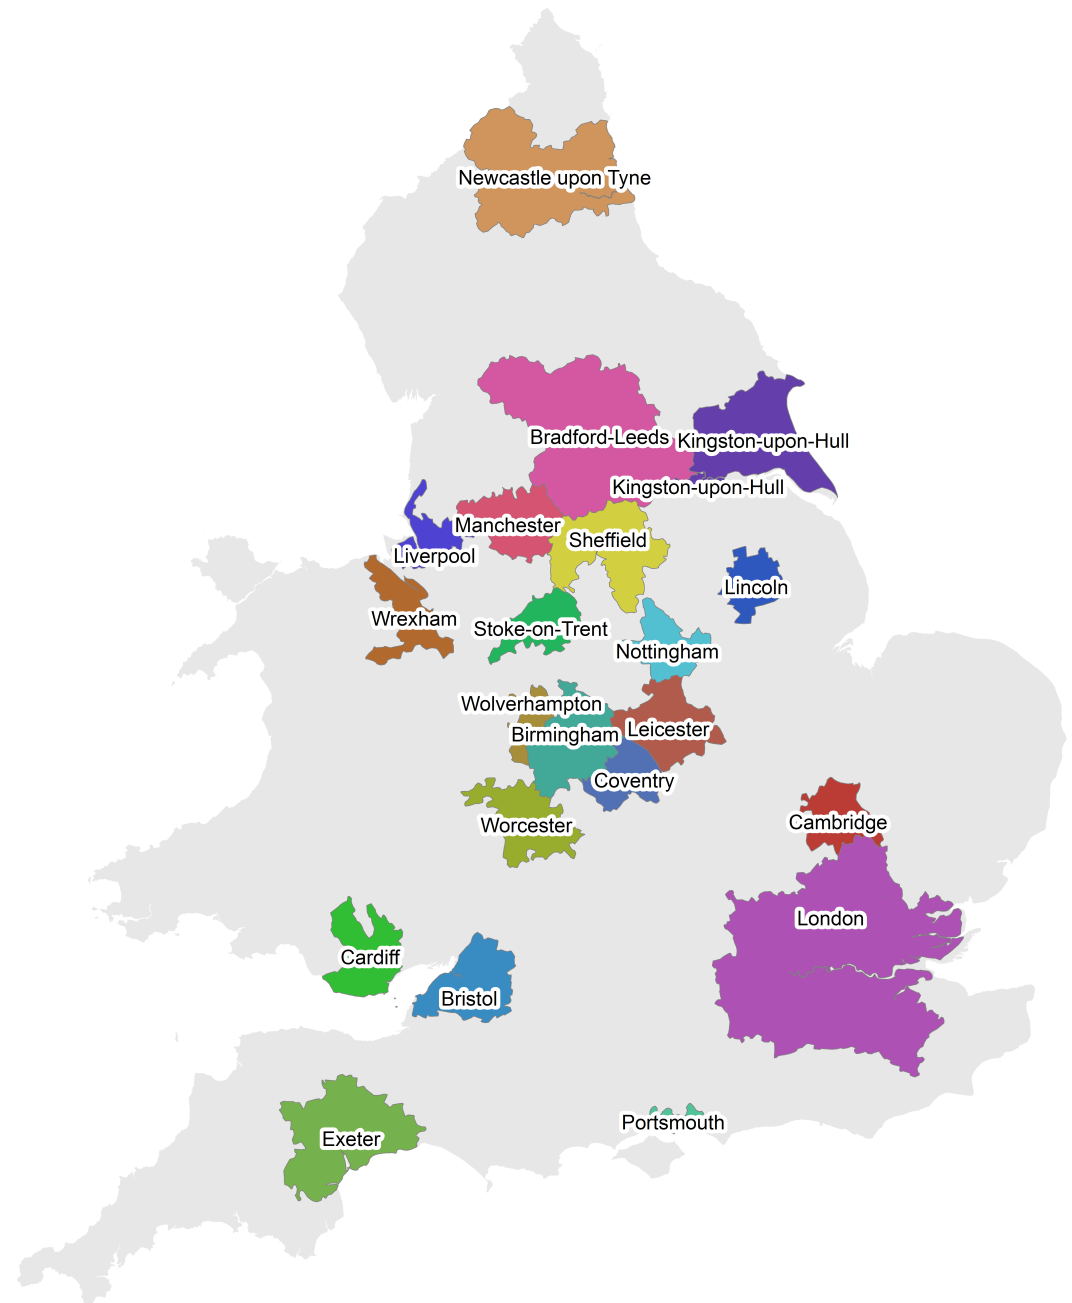 Newcastle upon Tyne
Bradford-Leeds
Kingston-upon-Hull
Kingston-upon-Hull
Manchester
Sheffield
Liverpool
Lincoln
Wrexham
Stoke-on-Trent
Nottingham
Wolverhampton
Birmingham
Leicester
Coventry
Worcester
Cambridge
London
Cardiff
Bristol
Portsmouth
Exeter